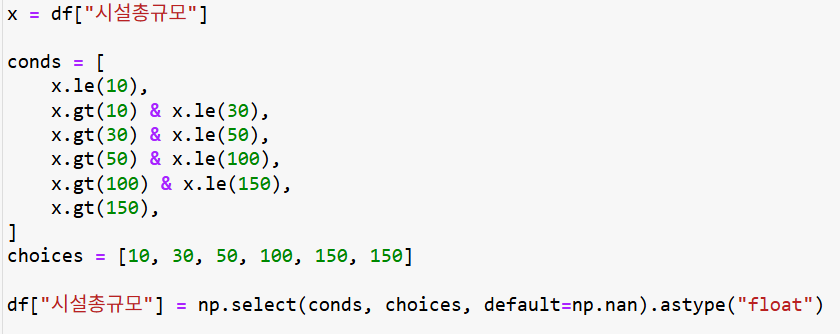 x = df["시설총규모"]

conds = [
    x.le(10),
    x.gt(10) & x.le(30),
    x.gt(30) & x.le(50),
    x.gt(50) & x.le(100),
    x.gt(100) & x.le(150),
    x.gt(150),
]
choices = [10, 30, 50, 100, 150, 150]

df["시설총규모"] = np.select(conds, choices, default=np.nan).astype("float")